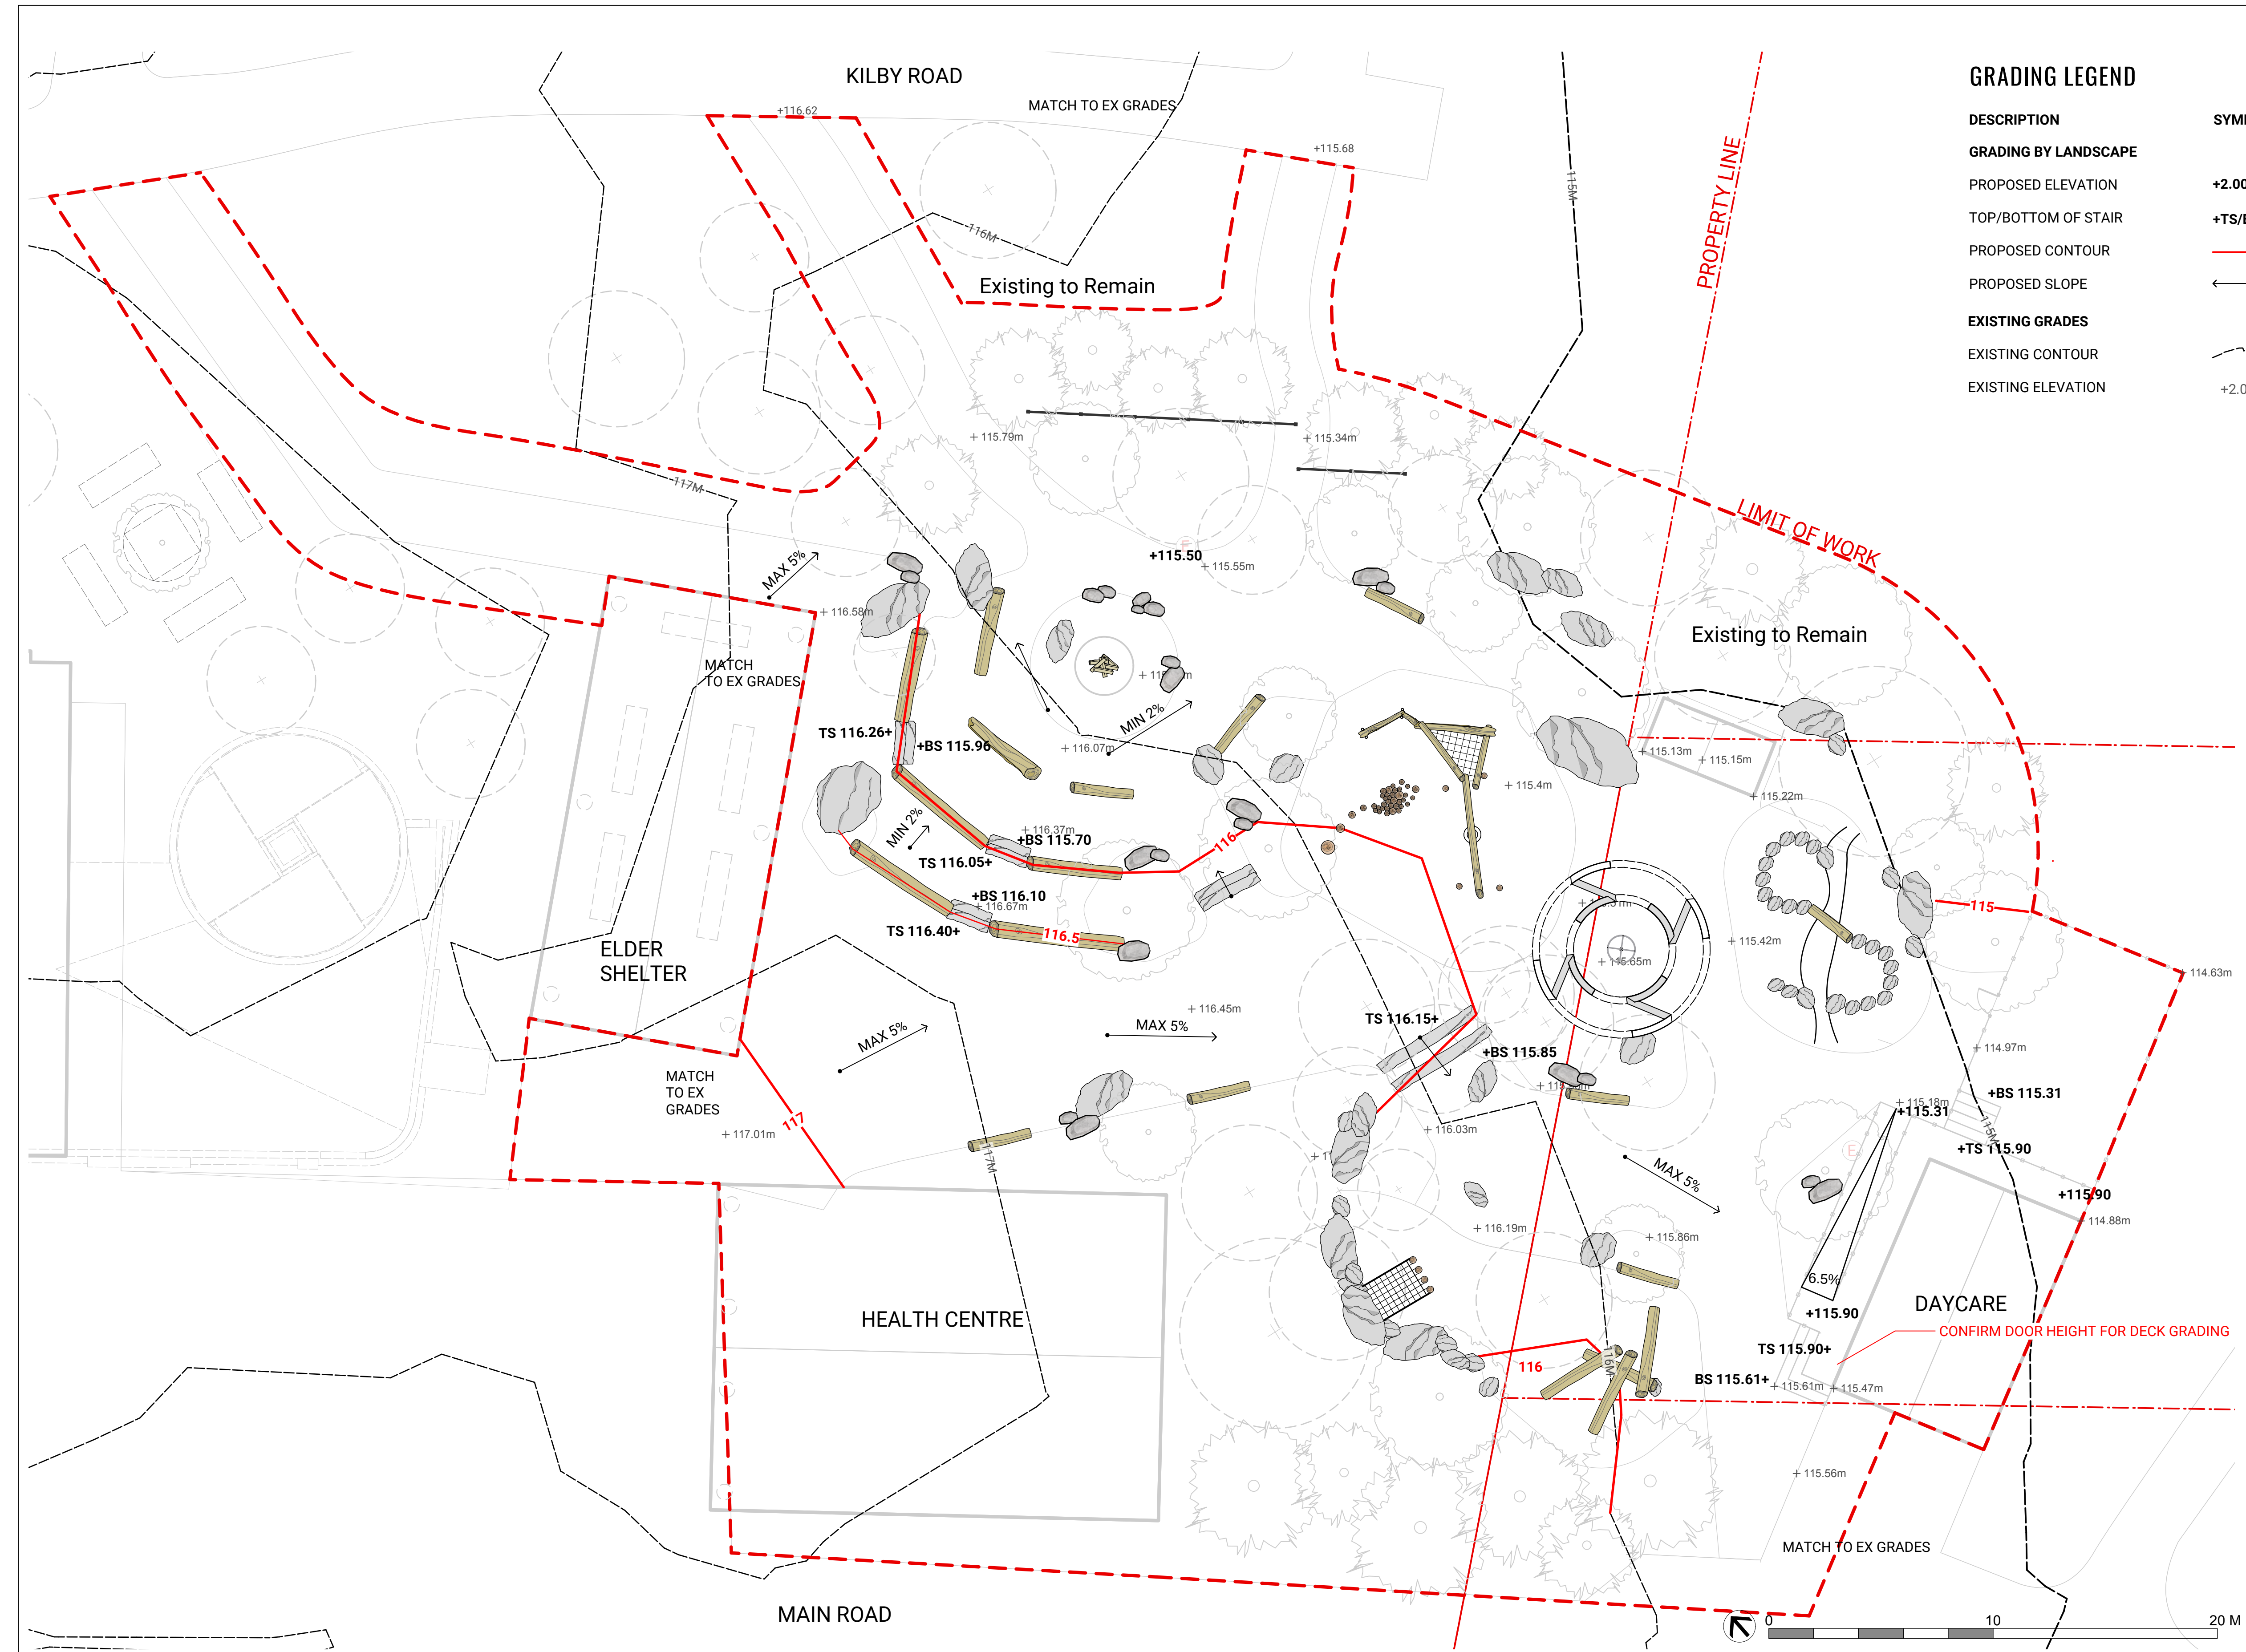 KILBY ROAD
GRADING LEGEND
MATCH TO EX GRADES
+116.62
DESCRIPTION
GRADING BY LANDSCAPE
+115.68
PROPERTY LINE
115M
PROPOSED ELEVATION
+2.00
TOP/BOTTOM OF STAIR
116M
PROPOSED CONTOUR
Existing to Remain
PROPOSED SLOPE
EXISTING GRADES
EXISTING CONTOUR
EXISTING ELEVATION
+ 115.79m
+ 115.34m
117M
LIMIT OF WORK
MAX 5%
+115.50
E
+ 115.55m
+ 116.58m
Existing to Remain
MATCH
TO EX GRADES
TS 116.26+
+BS 115.96
MIN 2%
+ 116.07m
+ 115.13m
+ 115.15m
+ 115.4m
+ 115.22m
MIN 2%
+ 116.37m
+BS 115.70
TS 116.05+
116
+BS 116.10
+ 116.67m
TS 116.40+
116.5
115
ELDER
SHELTER
+ 115.42m
+ 115.65m
+ 114.63m
+ 116.45m
MAX 5%
MAX 5%
TS 116.15+
+BS 115.85
+ 114.97m
MATCH
TO EX
GRADES
117
+ 117.01m
117M
+ 116.03m
+BS 115.31
+ 115.18m
+115.31
115M
+TS 115.90
E
MAX 5%
+115.90
+ 114.88m
+ 116.19m
+ 115.86m
6.5%
+115.90
DAYCARE
HEALTH CENTRE
CONFIRM DOOR HEIGHT FOR DECK GRADING
TS 115.90+
116
116M
BS 115.61+
+ 115.61m
+ 115.47m
+ 115.56m
MATCH TO EX GRADES
MAIN ROAD
0
10
20 M